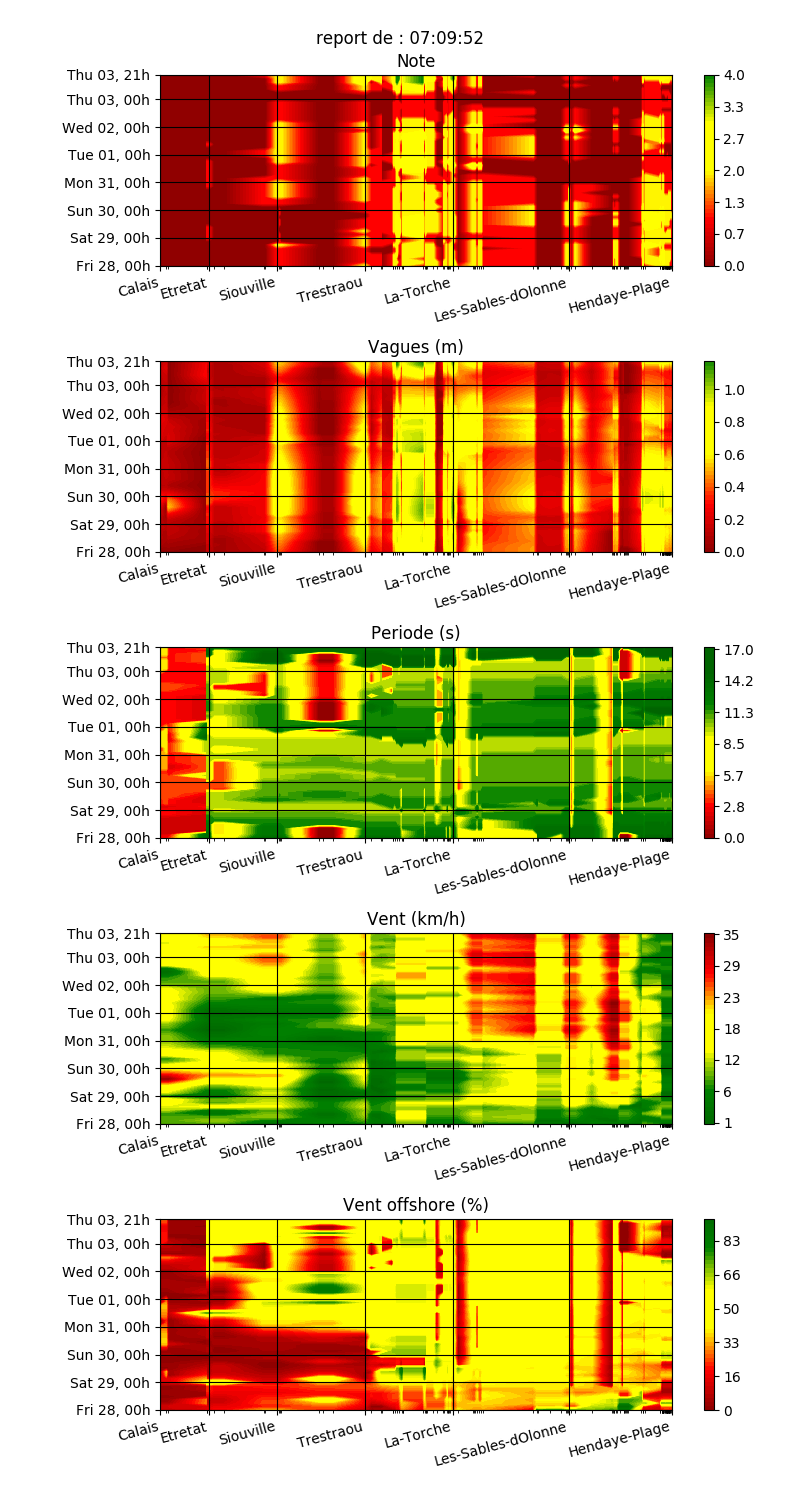 report de : 07:09:52
Note
Thu 03, 21h
Thu 03, 00h
Wed 02, 00h
Tue 01, 00h
Mon 31, 00h
Sun 30, 00h
Sat 29, 00h
Fri 28, 00h
4.0
3.3
2.7
2.0
1.3
0.7
0.0
Calais Etretat Siouville Trestraou La-Torche Les-Sables-dOlonne Hendaye-Plage
Vagues (m)
Thu 03, 21h
Thu 03, 00h
Wed 02, 00h
Tue 01, 00h
Mon 31, 00h
Sun 30, 00h
Sat 29, 00h
Fri 28, 00h
1.0
0.8
0.6
0.4
0.2
0.0
Calais Etretat Siouville Trestraou La-Torche Les-Sables-dOlonne Hendaye-Plage
Periode (s)
Thu 03, 21h
Thu 03, 00h
Wed 02, 00h
Tue 01, 00h
Mon 31, 00h
Sun 30, 00h
Sat 29, 00h
Fri 28, 00h
17.0
14.2
11.3
8.5
5.7
2.8
0.0
Calais Etretat Siouville Trestraou La-Torche Les-Sables-dOlonne Hendaye-Plage
Vent (km/h)
Thu 03, 21h
Thu 03, 00h
Wed 02, 00h
Tue 01, 00h
Mon 31, 00h
Sun 30, 00h
Sat 29, 00h
Fri 28, 00h
35
29
23
18
12
6
1
Calais Etretat Siouville Trestraou La-Torche Les-Sables-dOlonne Hendaye-Plage
Vent offshore (%)
Thu 03, 21h
Thu 03, 00h
Wed 02, 00h
Tue 01, 00h
Mon 31, 00h
Sun 30, 00h
Sat 29, 00h
Fri 28, 00h
83
66
50
33
16
0
Calais Etretat Siouville Trestraou La-Torche Les-Sables-dOlonne Hendaye-Plage